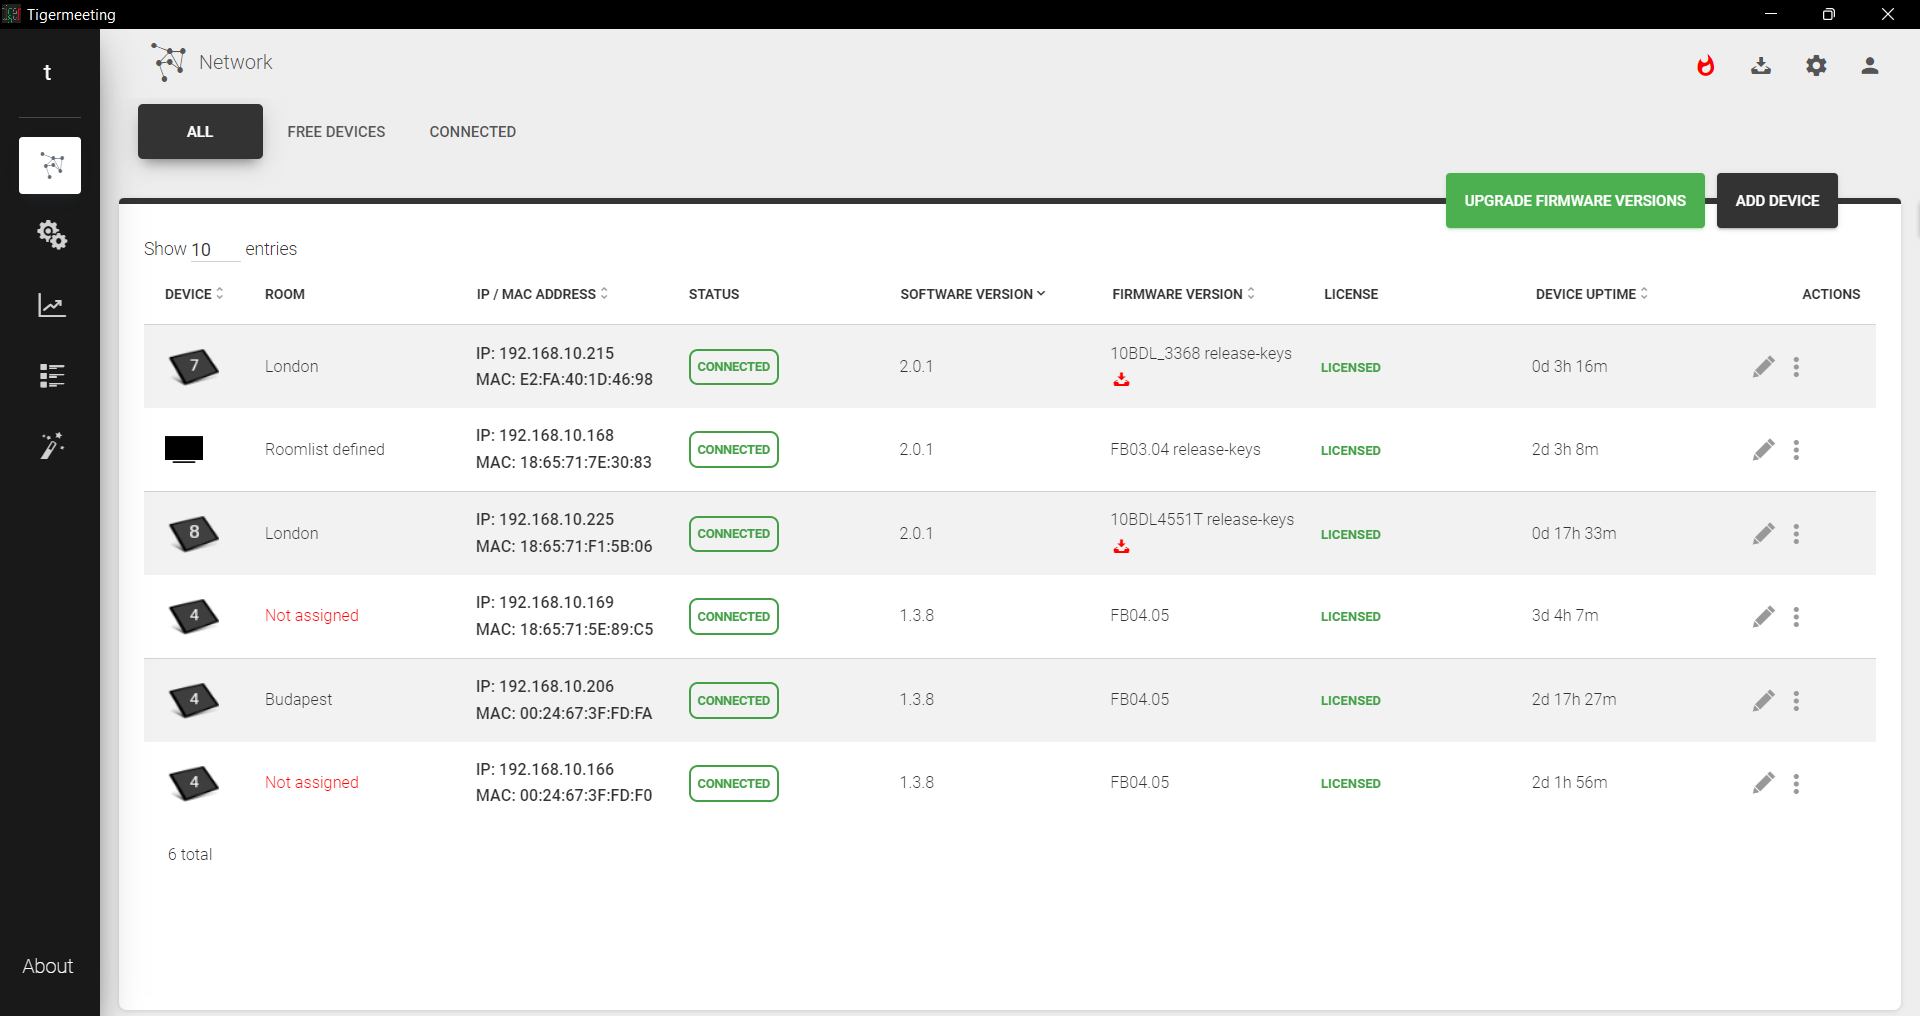 Tigermeeting
t
Network
ALL FREE DEVICES CONNECTED
UPGRADE FIRMWARE VERSIONS ADD DEVICE
Show 10 entries
DEVICE ROOM IP / MAC ADDRESS STATUS SOFTWARE VERSION FIRMWARE VERSION LICENSE DEVICE UPTIME ACTIONS
7 London IP: 192.168.10.215 CONNECTED 2.0.1 10BDL_3368 release-keys LICENSED 0d 3h 16m
MAC: E2:FA:40:1D:46:98
Roomlist defined IP: 192.168.10.168 CONNECTED 2.0.1 FB03.04 release-keys LICENSED 2d 3h 8m
MAC: 18:65:71:7E:30:83
8 London IP: 192.168.10.225 CONNECTED 2.0.1 10BDL4551T release-keys LICENSED 0d 17h 33m
MAC: 18:65:71:F1:5B:06
4 Not assigned IP: 192.168.10.169 CONNECTED 1.3.8 FB04.05 LICENSED 3d 4h 7m
MAC: 18:65:71:5E:89:C5
4 Budapest IP: 192.168.10.206 CONNECTED 1.3.8 FB04.05 LICENSED 2d 17h 27m
MAC: 00:24:67:3F:FD:FA
4 Not assigned IP: 192.168.10.166 CONNECTED 1.3.8 FB04.05 LICENSED 2d 1h 56m
MAC: 00:24:67:3F:FD:F0
6 total
About